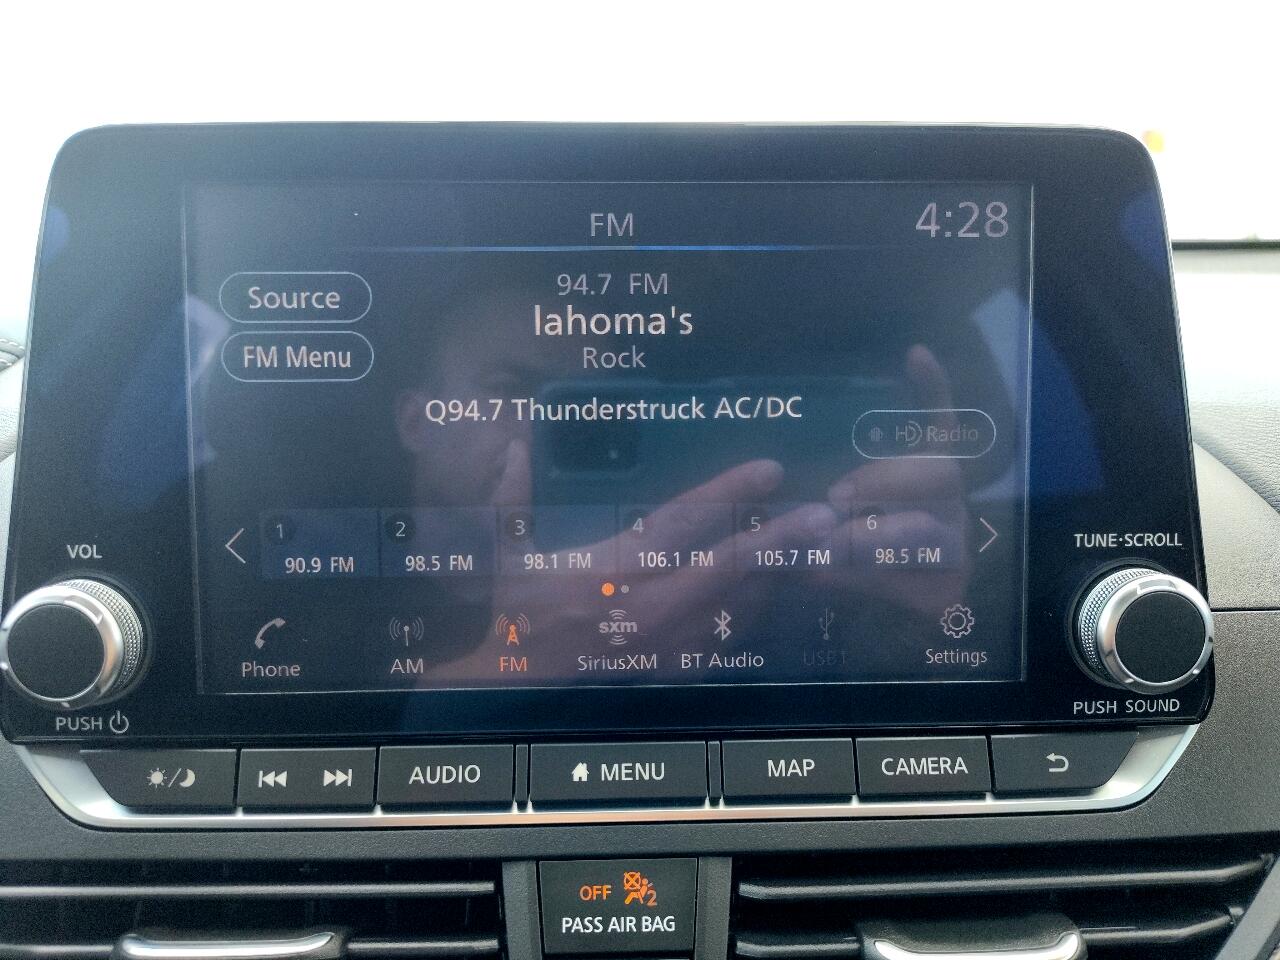 FM
4:28
Source
94.7 FM
lahoma's
FM Menu
Rock
Q94.7 Thunderstruck AC/DC
HD Radio
1
90.9 FM
2
98.5 FM
3
98.1 FM
4
106.1 FM
5
105.7 FM
6
98.5 FM
VOL
TUNE·SCROLL
Phone
AM
FM
sxm
SiriusXM
BT Audio
USB1
Settings
PUSH
PUSH SOUND
AUDIO
MENU
MAP
CAMERA
OFF
2
PASS AIR BAG